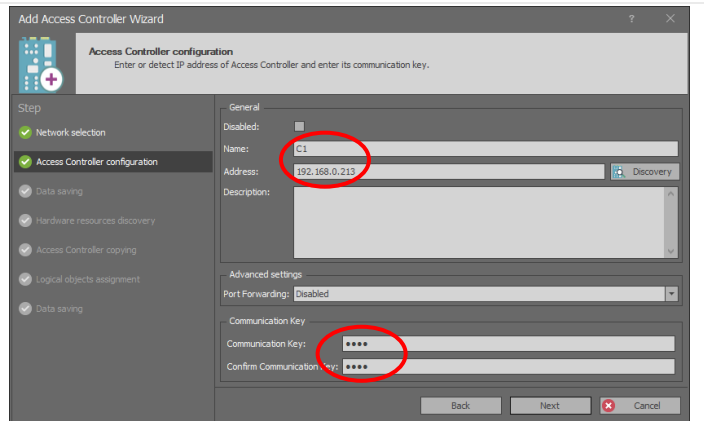 Add Access Controller Wizard
?
Access Controller configuration
Enter or detect IP address of Access Controller and enter its communication key.
Step
Network selection
Access Controller configuration
Data saving
Hardware resources discovery
Access Controller copying
Logical objects assignment
Data saving
General
Disabled:
Name: C1
Address: 192.168.0.213 Discovery
Description:
Advanced settings
Port Forwarding: Disabled
Communication Key
Communication Key: ●●●●
Confirm Communication Key: ●●●●
Back Next Cancel